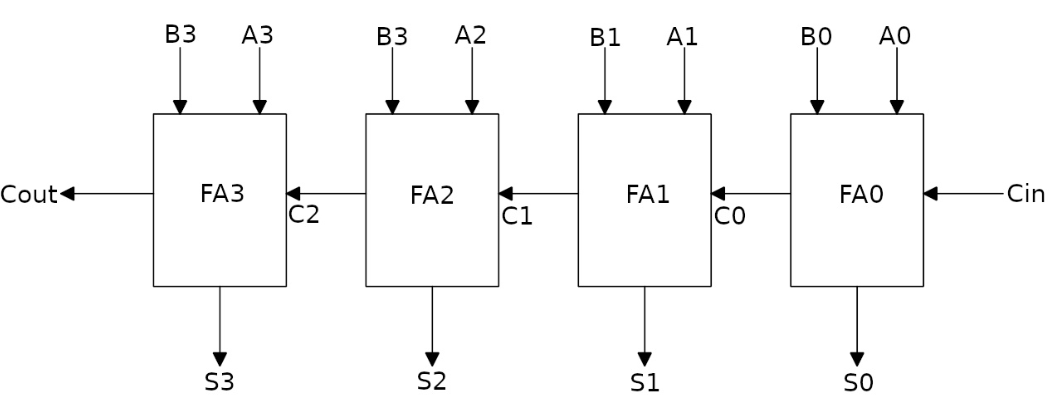 B3 A3 B3 A2 B1 A1 B0 A0
Cout FA3 FA2 FA1 FA0 Cin
C2 C1 C0
S3 S2 S1 S0